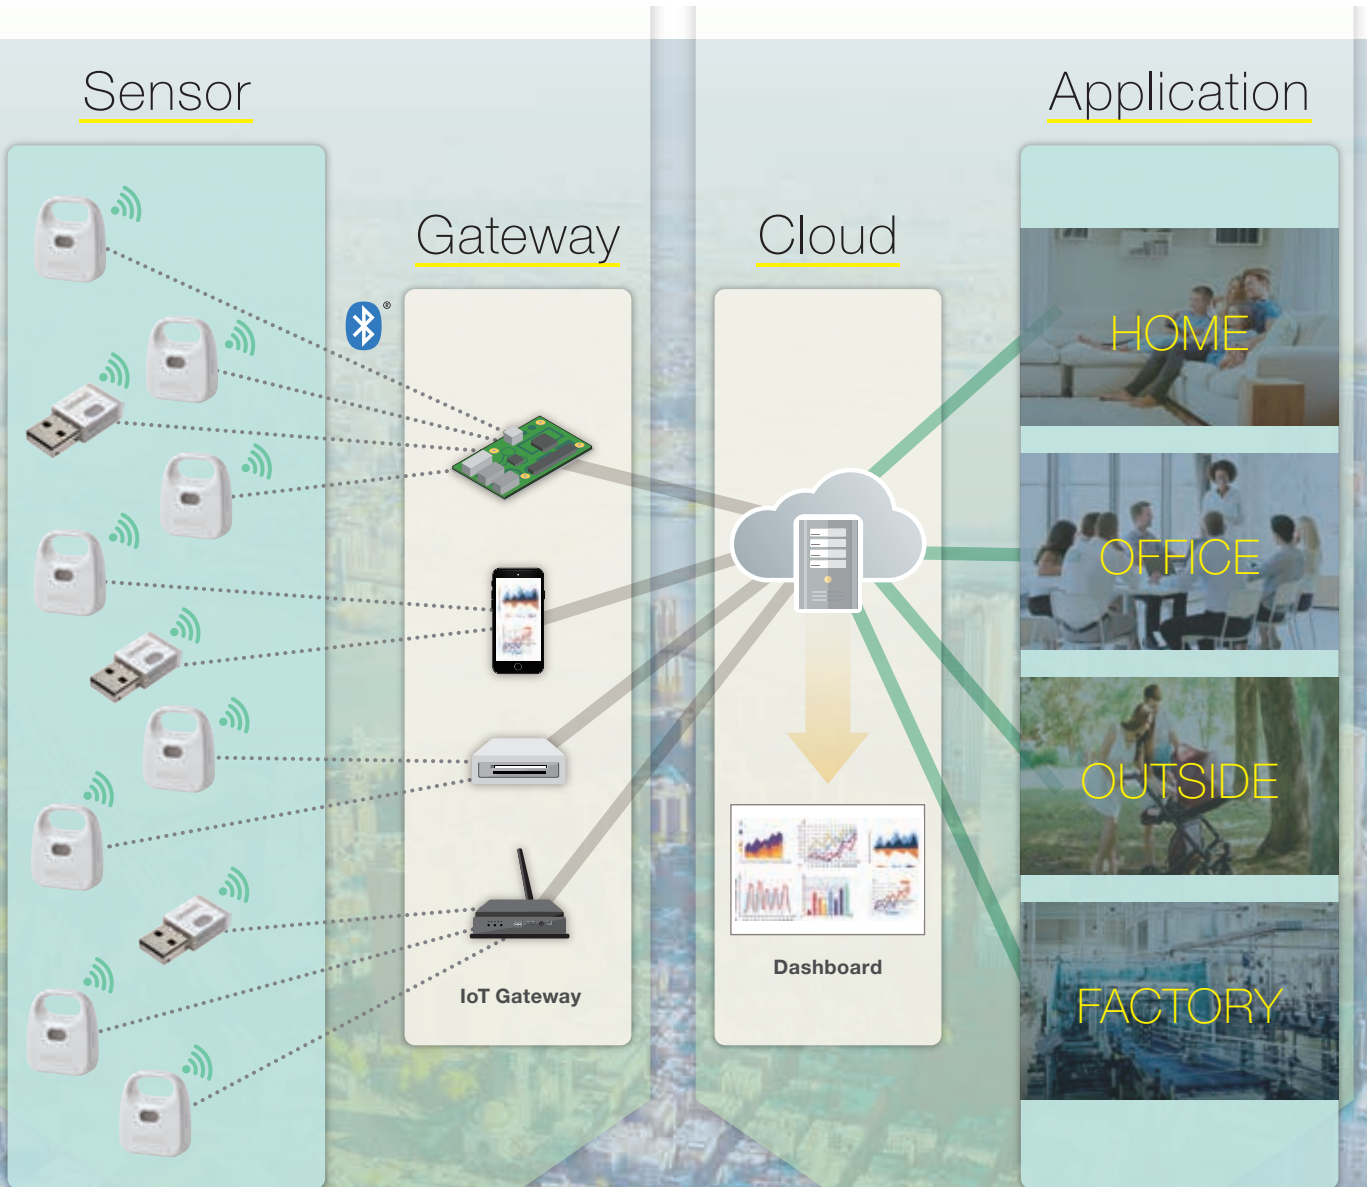 Sensor
Gateway
®
IoT Gateway
Cloud
Dashboard
Application
HOME
OFFICE
OUTSIDE
FACTORY